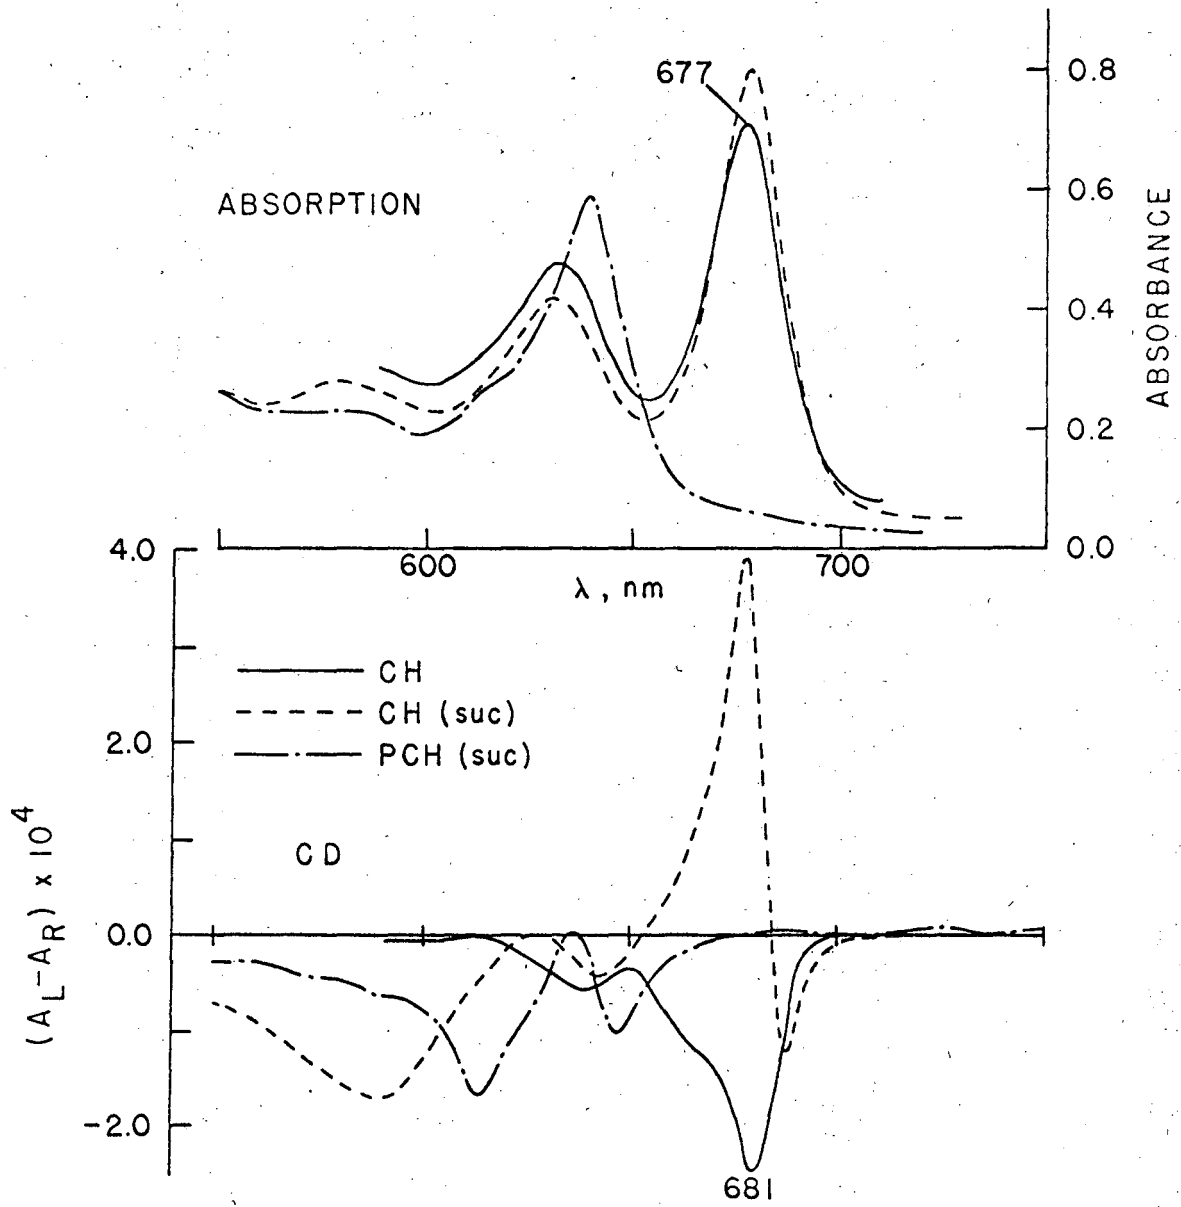 677
0.8
ABSORPTION
0.6
ABSORBANCE
0.4
0.2
0.0
4.0
600
700
λ, nm
CH
CH (suc)
PCH (suc)
2.0
CD
(A_L−A_R) x 10^4
0.0
-2.0
681